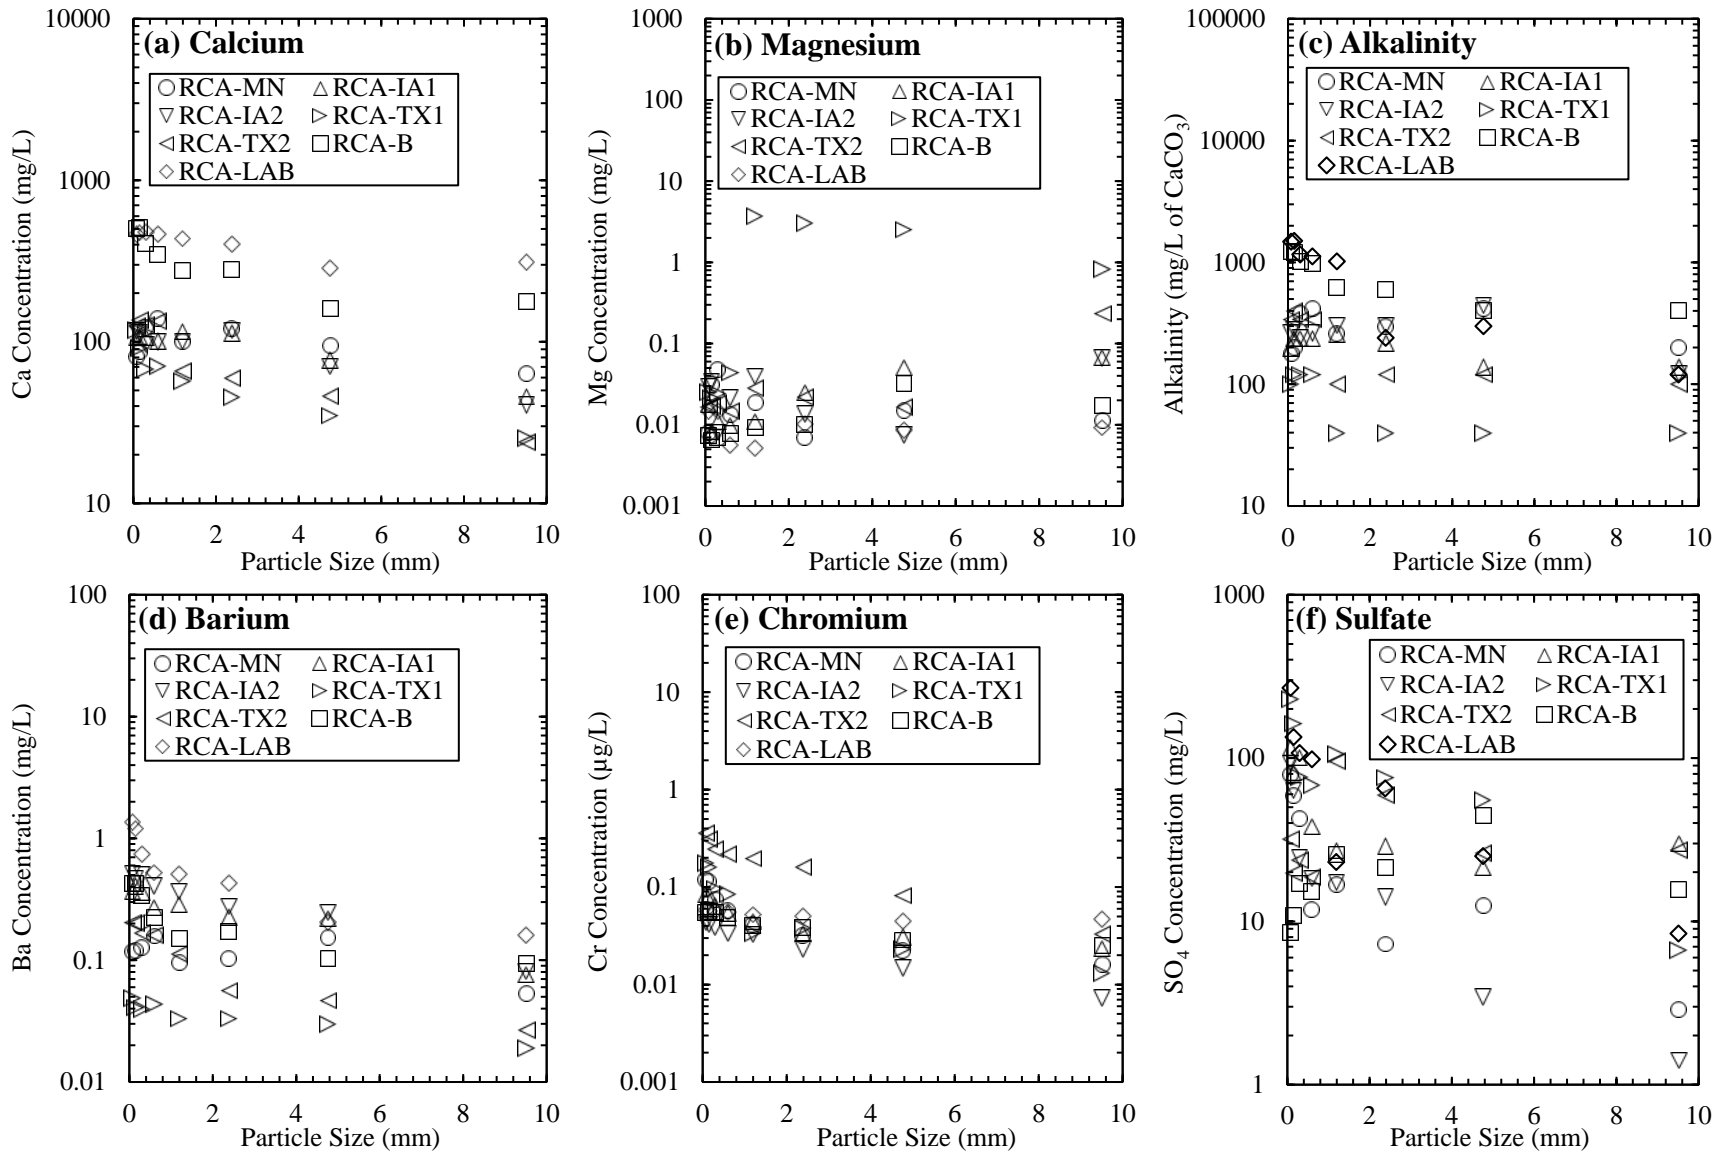 (a) Calcium
RCA-MN RCA-IA1
RCA-IA2 RCA-TX1
RCA-TX2 RCA-B
RCA-LAB
Ca Concentration (mg/L)
10000
1000
100
10
0 2 4 6 8 10
Particle Size (mm)
(b) Magnesium
RCA-MN RCA-IA1
RCA-IA2 RCA-TX1
RCA-TX2 RCA-B
RCA-LAB
Mg Concentration (mg/L)
1000
100
10
1
0.1
0.01
0.001
0 2 4 6 8 10
Particle Size (mm)
(c) Alkalinity
RCA-MN RCA-IA1
RCA-IA2 RCA-TX1
RCA-TX2 RCA-B
RCA-LAB
Alkalinity (mg/L of CaCO3)
100000
10000
1000
100
10
0 2 4 6 8 10
Particle Size (mm)
(d) Barium
RCA-MN RCA-IA1
RCA-IA2 RCA-TX1
RCA-TX2 RCA-B
RCA-LAB
Ba Concentration (mg/L)
100
10
1
0.1
0.01
0 2 4 6 8 10
Particle Size (mm)
(e) Chromium
RCA-MN RCA-IA1
RCA-IA2 RCA-TX1
RCA-TX2 RCA-B
RCA-LAB
Cr Concentration (µg/L)
100
10
1
0.1
0.01
0.001
0 2 4 6 8 10
Particle Size (mm)
(f) Sulfate
RCA-MN RCA-IA1
RCA-IA2 RCA-TX1
RCA-TX2 RCA-B
RCA-LAB
SO4 Concentration (mg/L)
1000
100
10
1
0 2 4 6 8 10
Particle Size (mm)